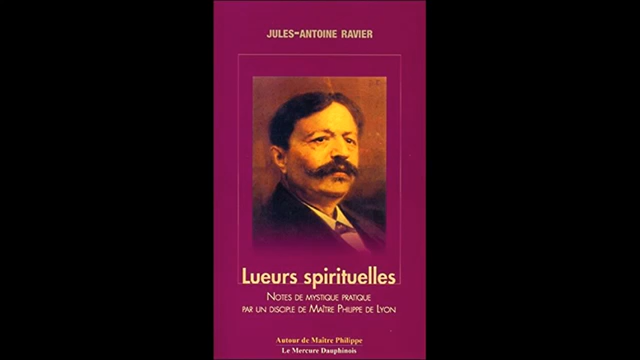 JULES-ANTOINE RAVIER
Lueurs spirituelles
NOTES DE MYSTIQUE PRATIQUE
PAR UN DISCIPLE DE MAÎTRE PHILIPPE DE LYON
Autour de Maître Philippe
Le Mercure Dauphinois